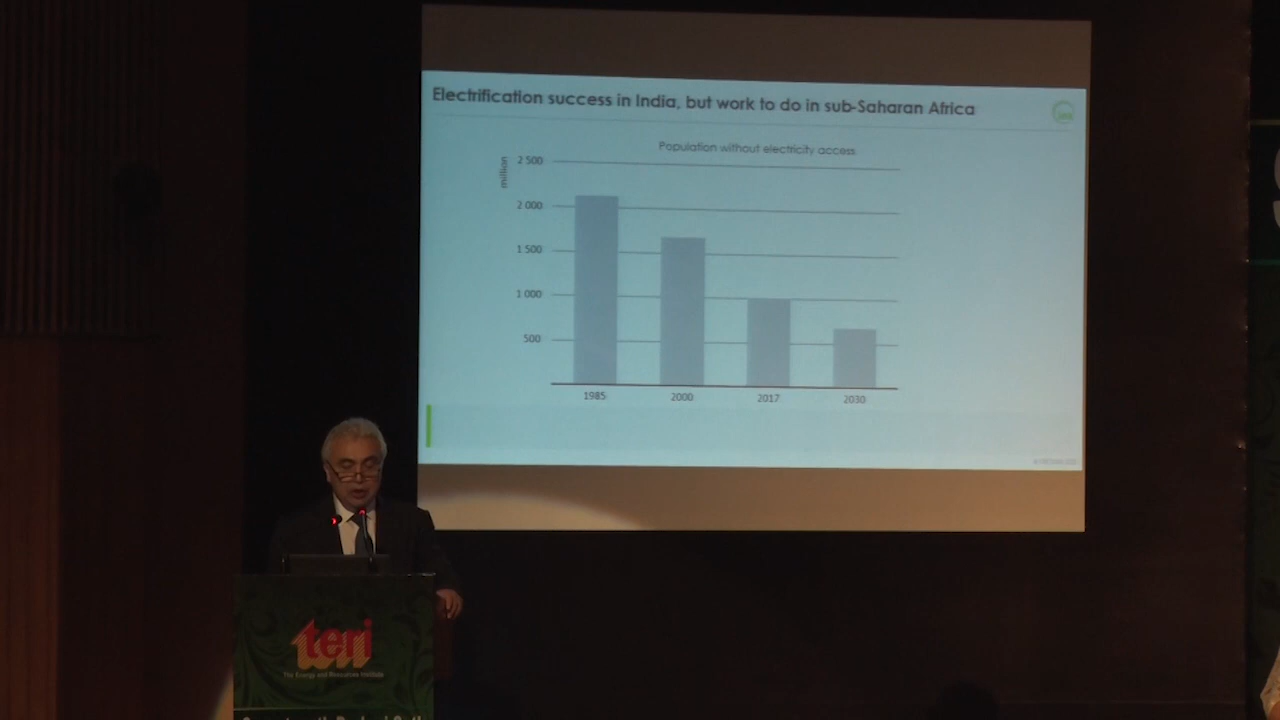 Electrification success in India, but work to do in sub-Saharan Africa
Population without electricity access
million
2 500
2 000
1 500
1 000
500
1985
2000
2017
2030
teri
The Energy and Resources Institute